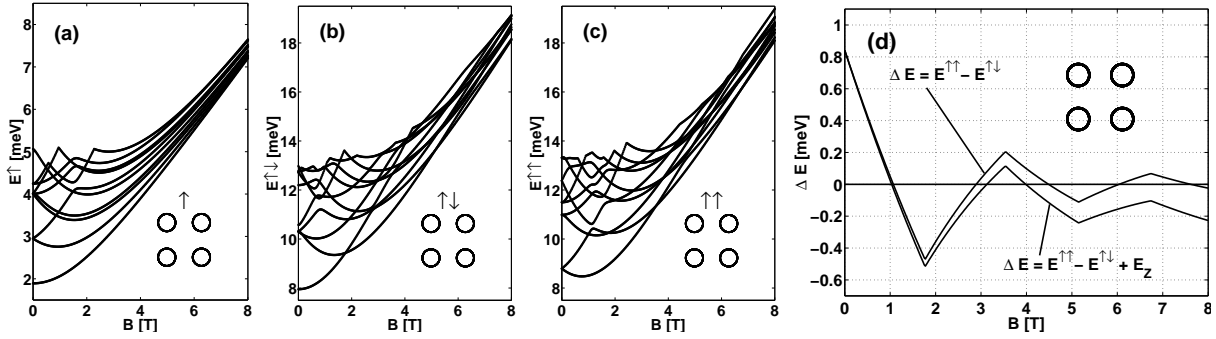 (a)
E↑ [meV]
8
7
6
5
4
3
2
↑
0 2 4 6 8
B [T]
(b)
E↑↓ [meV]
18
16
14
12
10
8
↑↓
0 2 4 6 8
B [T]
(c)
E↑↑ [meV]
18
16
14
12
10
8
↑↑
0 2 4 6 8
B [T]
(d)
Δ E [meV]
1
0.8
0.6
0.4
0.2
0
−0.2
−0.4
−0.6
Δ E = E↑↑ − E↑↓
Δ E = E↑↑ − E↑↓ + EZ
0 1 2 3 4 5 6 7 8
B [T]